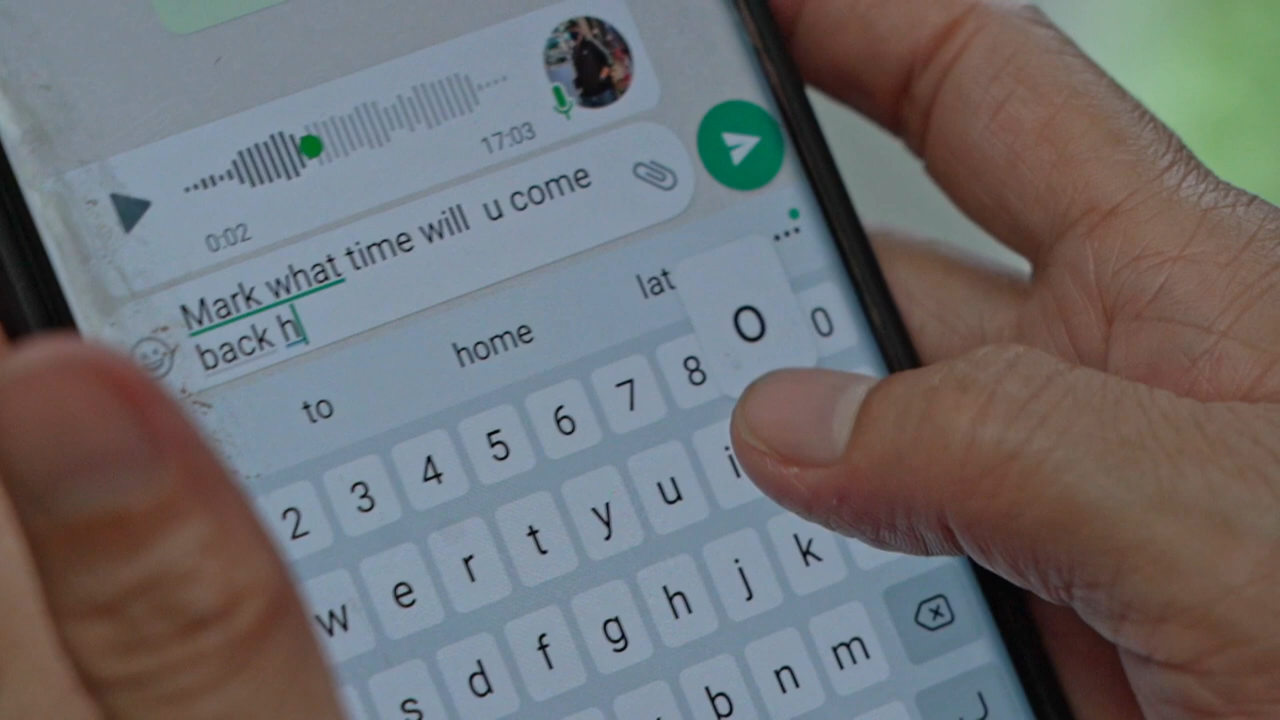 17:03
0:02
Mark what time will u come
back h
to home lat
O
2 3 4 5 6 7 8 0
w e r t y u i
s d f g h j k
b n m